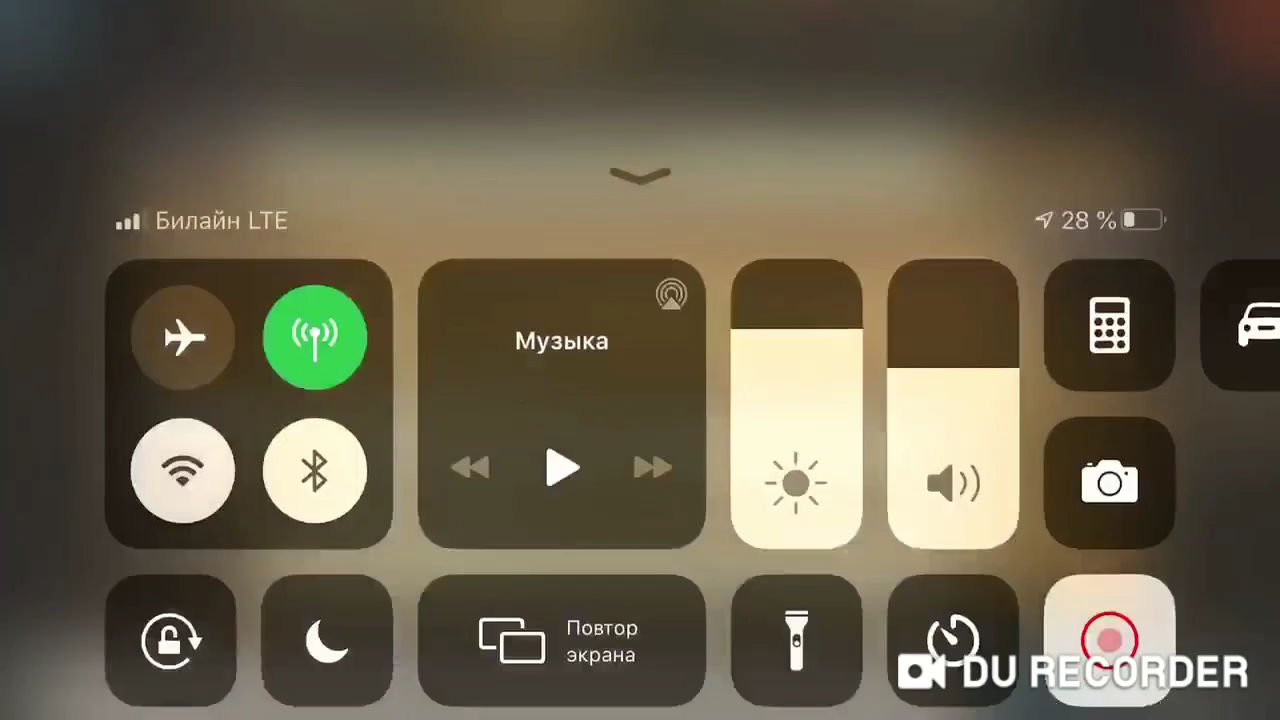 Билайн LTE
28 %
Музыка
Повтор
экрана
DU RECORDER